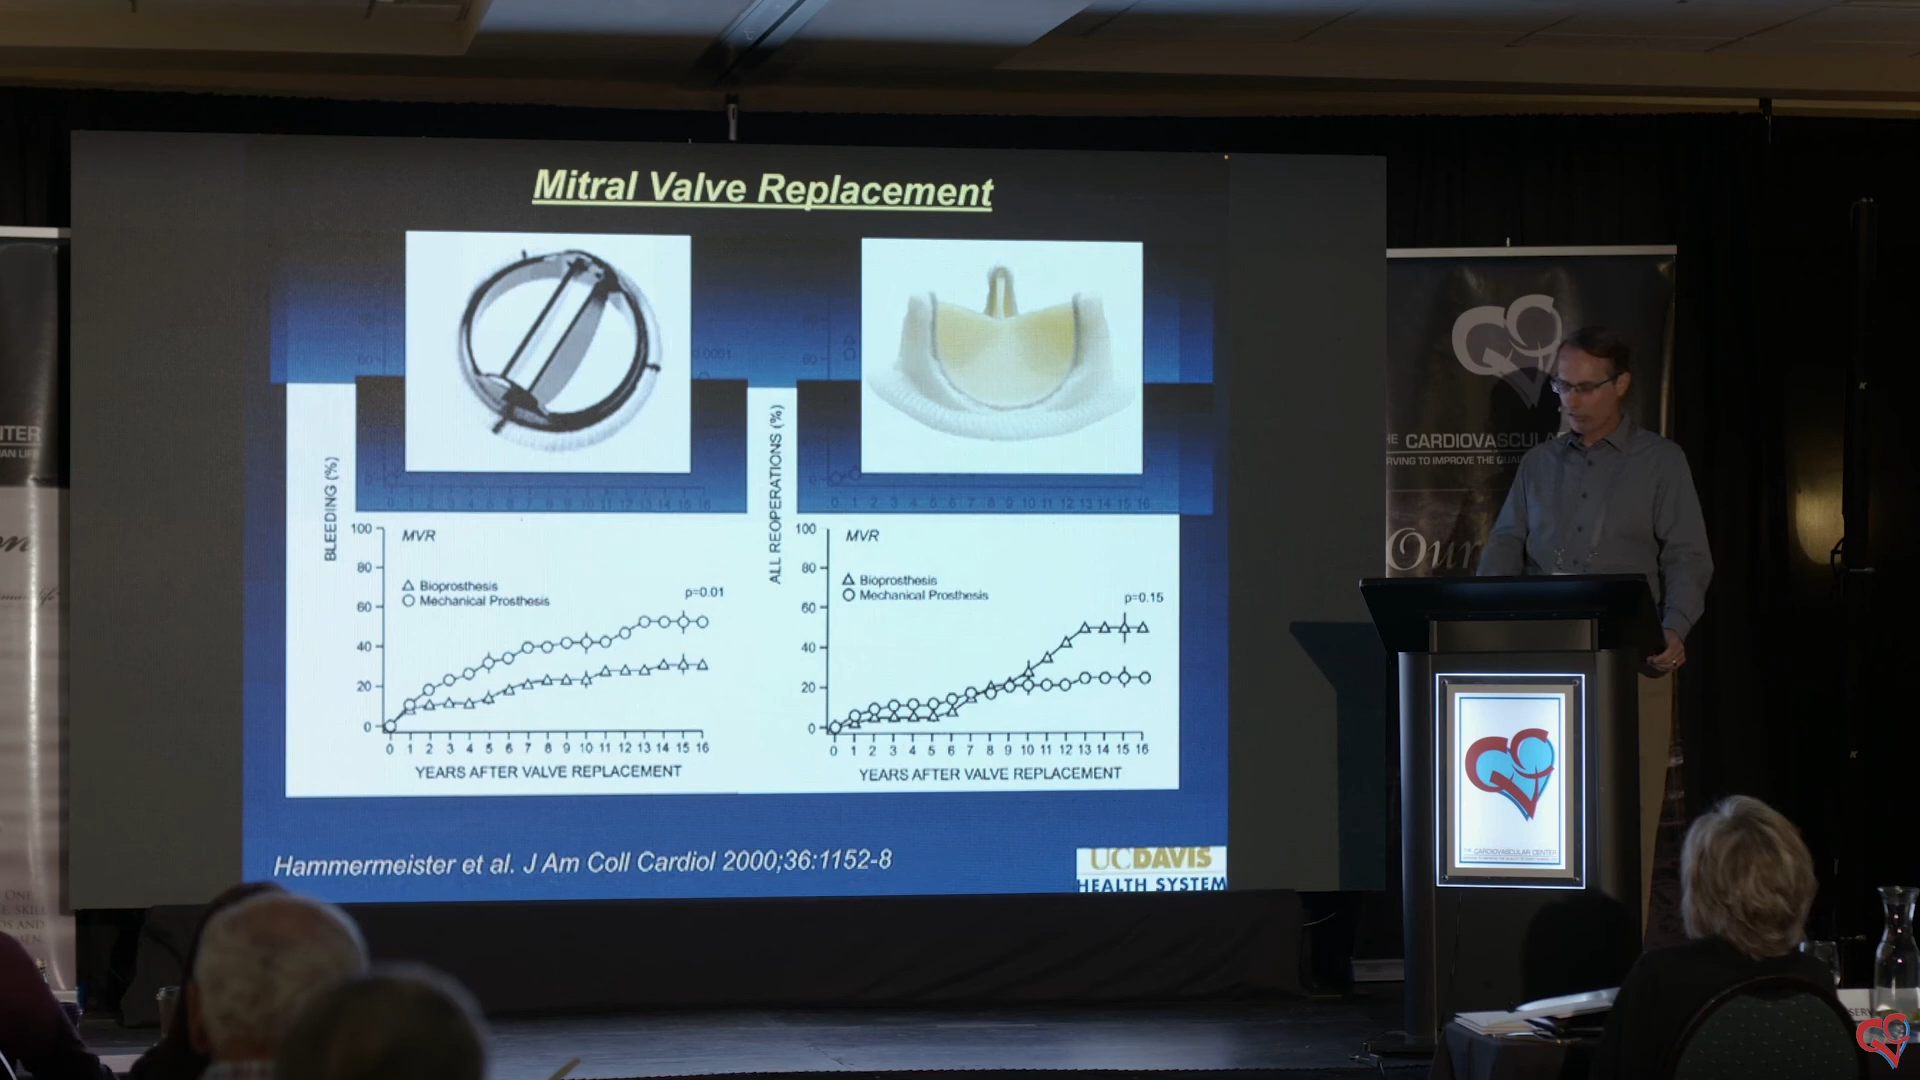 Mitral Valve Replacement
BLEEDING (%)
100
80
60
40
20
0
MVR
Bioprosthesis
Mechanical Prosthesis
p=0.01
0 1 2 3 4 5 6 7 8 9 10 11 12 13 14 15 16
YEARS AFTER VALVE REPLACEMENT
ALL REOPERATIONS (%)
100
80
60
40
20
0
MVR
Bioprosthesis
Mechanical Prosthesis
p=0.15
0 1 2 3 4 5 6 7 8 9 10 11 12 13 14 15 16
YEARS AFTER VALVE REPLACEMENT
Hammermeister et al. J Am Coll Cardiol 2000;36:1152-8
UCDAVIS
HEALTH SYSTEM
Our
THE CARDIOVASCULAR CENTER